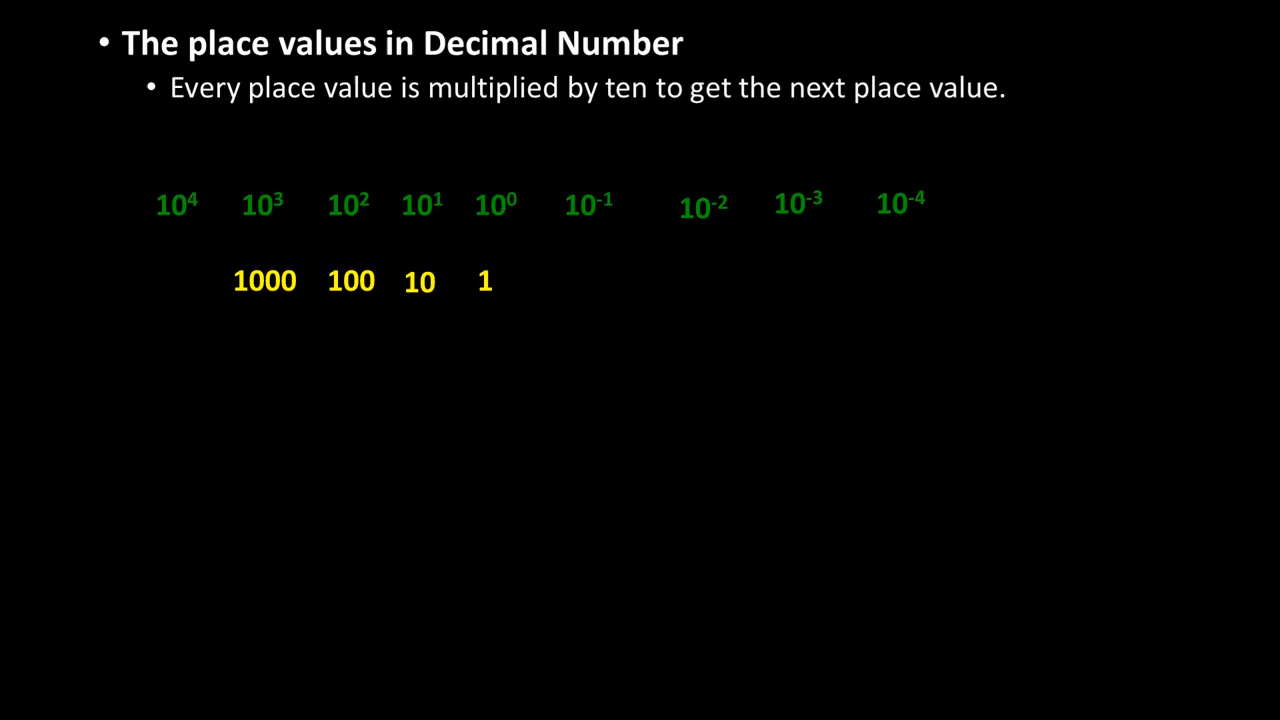 • The place values in Decimal Number
• Every place value is multiplied by ten to get the next place value.
10⁴ 10³ 10² 10¹ 10⁰ 10⁻¹ 10⁻² 10⁻³ 10⁻⁴
1000 100 10 1